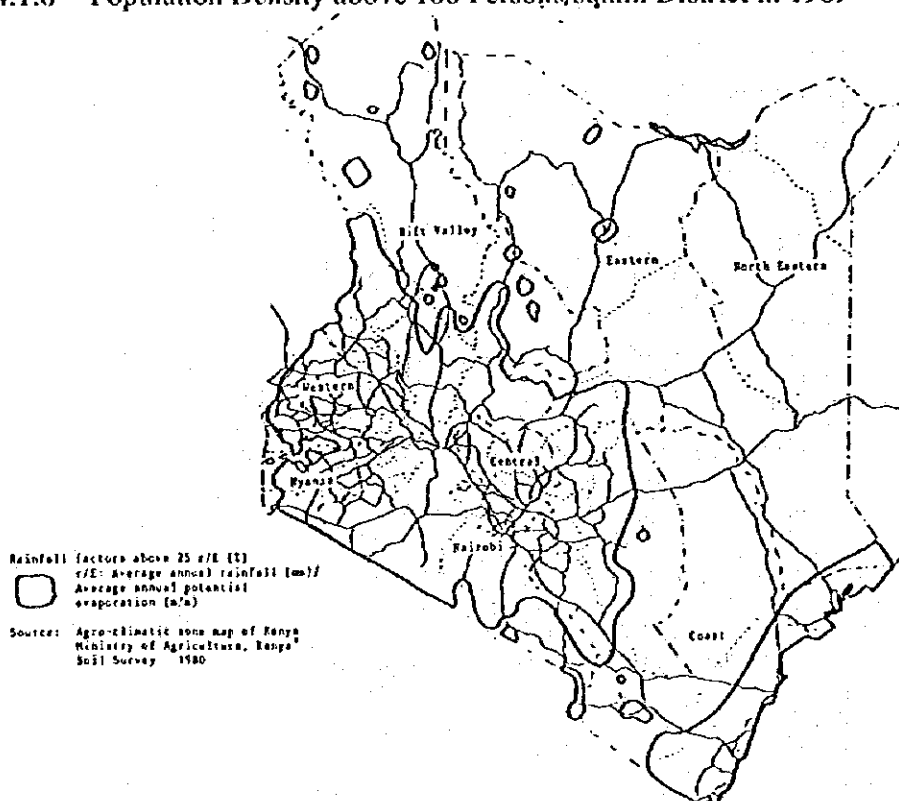 Population Density above 100 Persons/sqkm District in 1989
Rift Valley
Eastern
North Eastern
Western
Central
Nyanza
Nairobi
Coast
Rainfall factors above 25 r/E [%]
r/E: Average annual rainfall [mm]/
Average annual potential
evaporation [mm]
Source: Agro-climatic zone map of Kenya
Ministry of Agriculture, Kenya
Soil Survey 1980